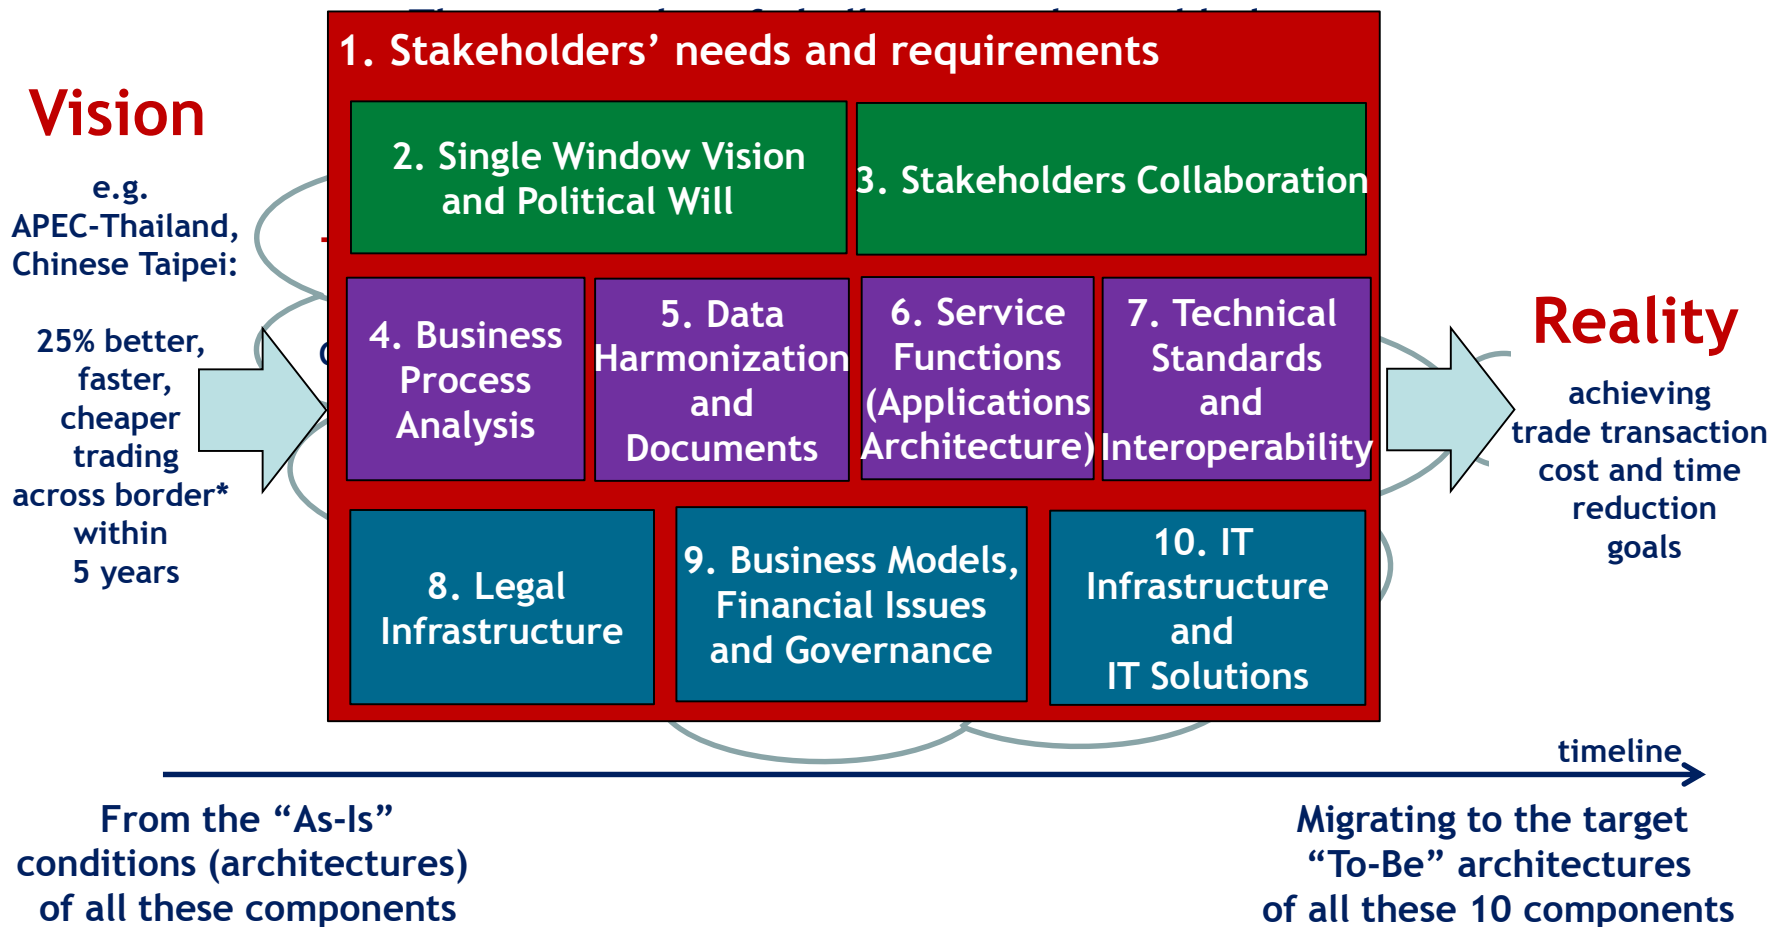 1. Stakeholders’ needs and requirements
Vision
e.g.
APEC-Thailand,
Chinese Taipei:
25% better,
faster,
cheaper
trading
across border*
within
5 years
2. Single Window Vision
and Political Will
3. Stakeholders Collaboration
4. Business
Process
Analysis
5. Data
Harmonization
and
Documents
6. Service
Functions
(Applications
Architecture)
7. Technical
Standards
and
Interoperability
8. Legal
Infrastructure
9. Business Models,
Financial Issues
and Governance
10. IT
Infrastructure
and
IT Solutions
Reality
achieving
trade transaction
cost and time
reduction
goals
timeline
From the “As-Is”
conditions (architectures)
of all these components
Migrating to the target
“To-Be” architectures
of all these 10 components